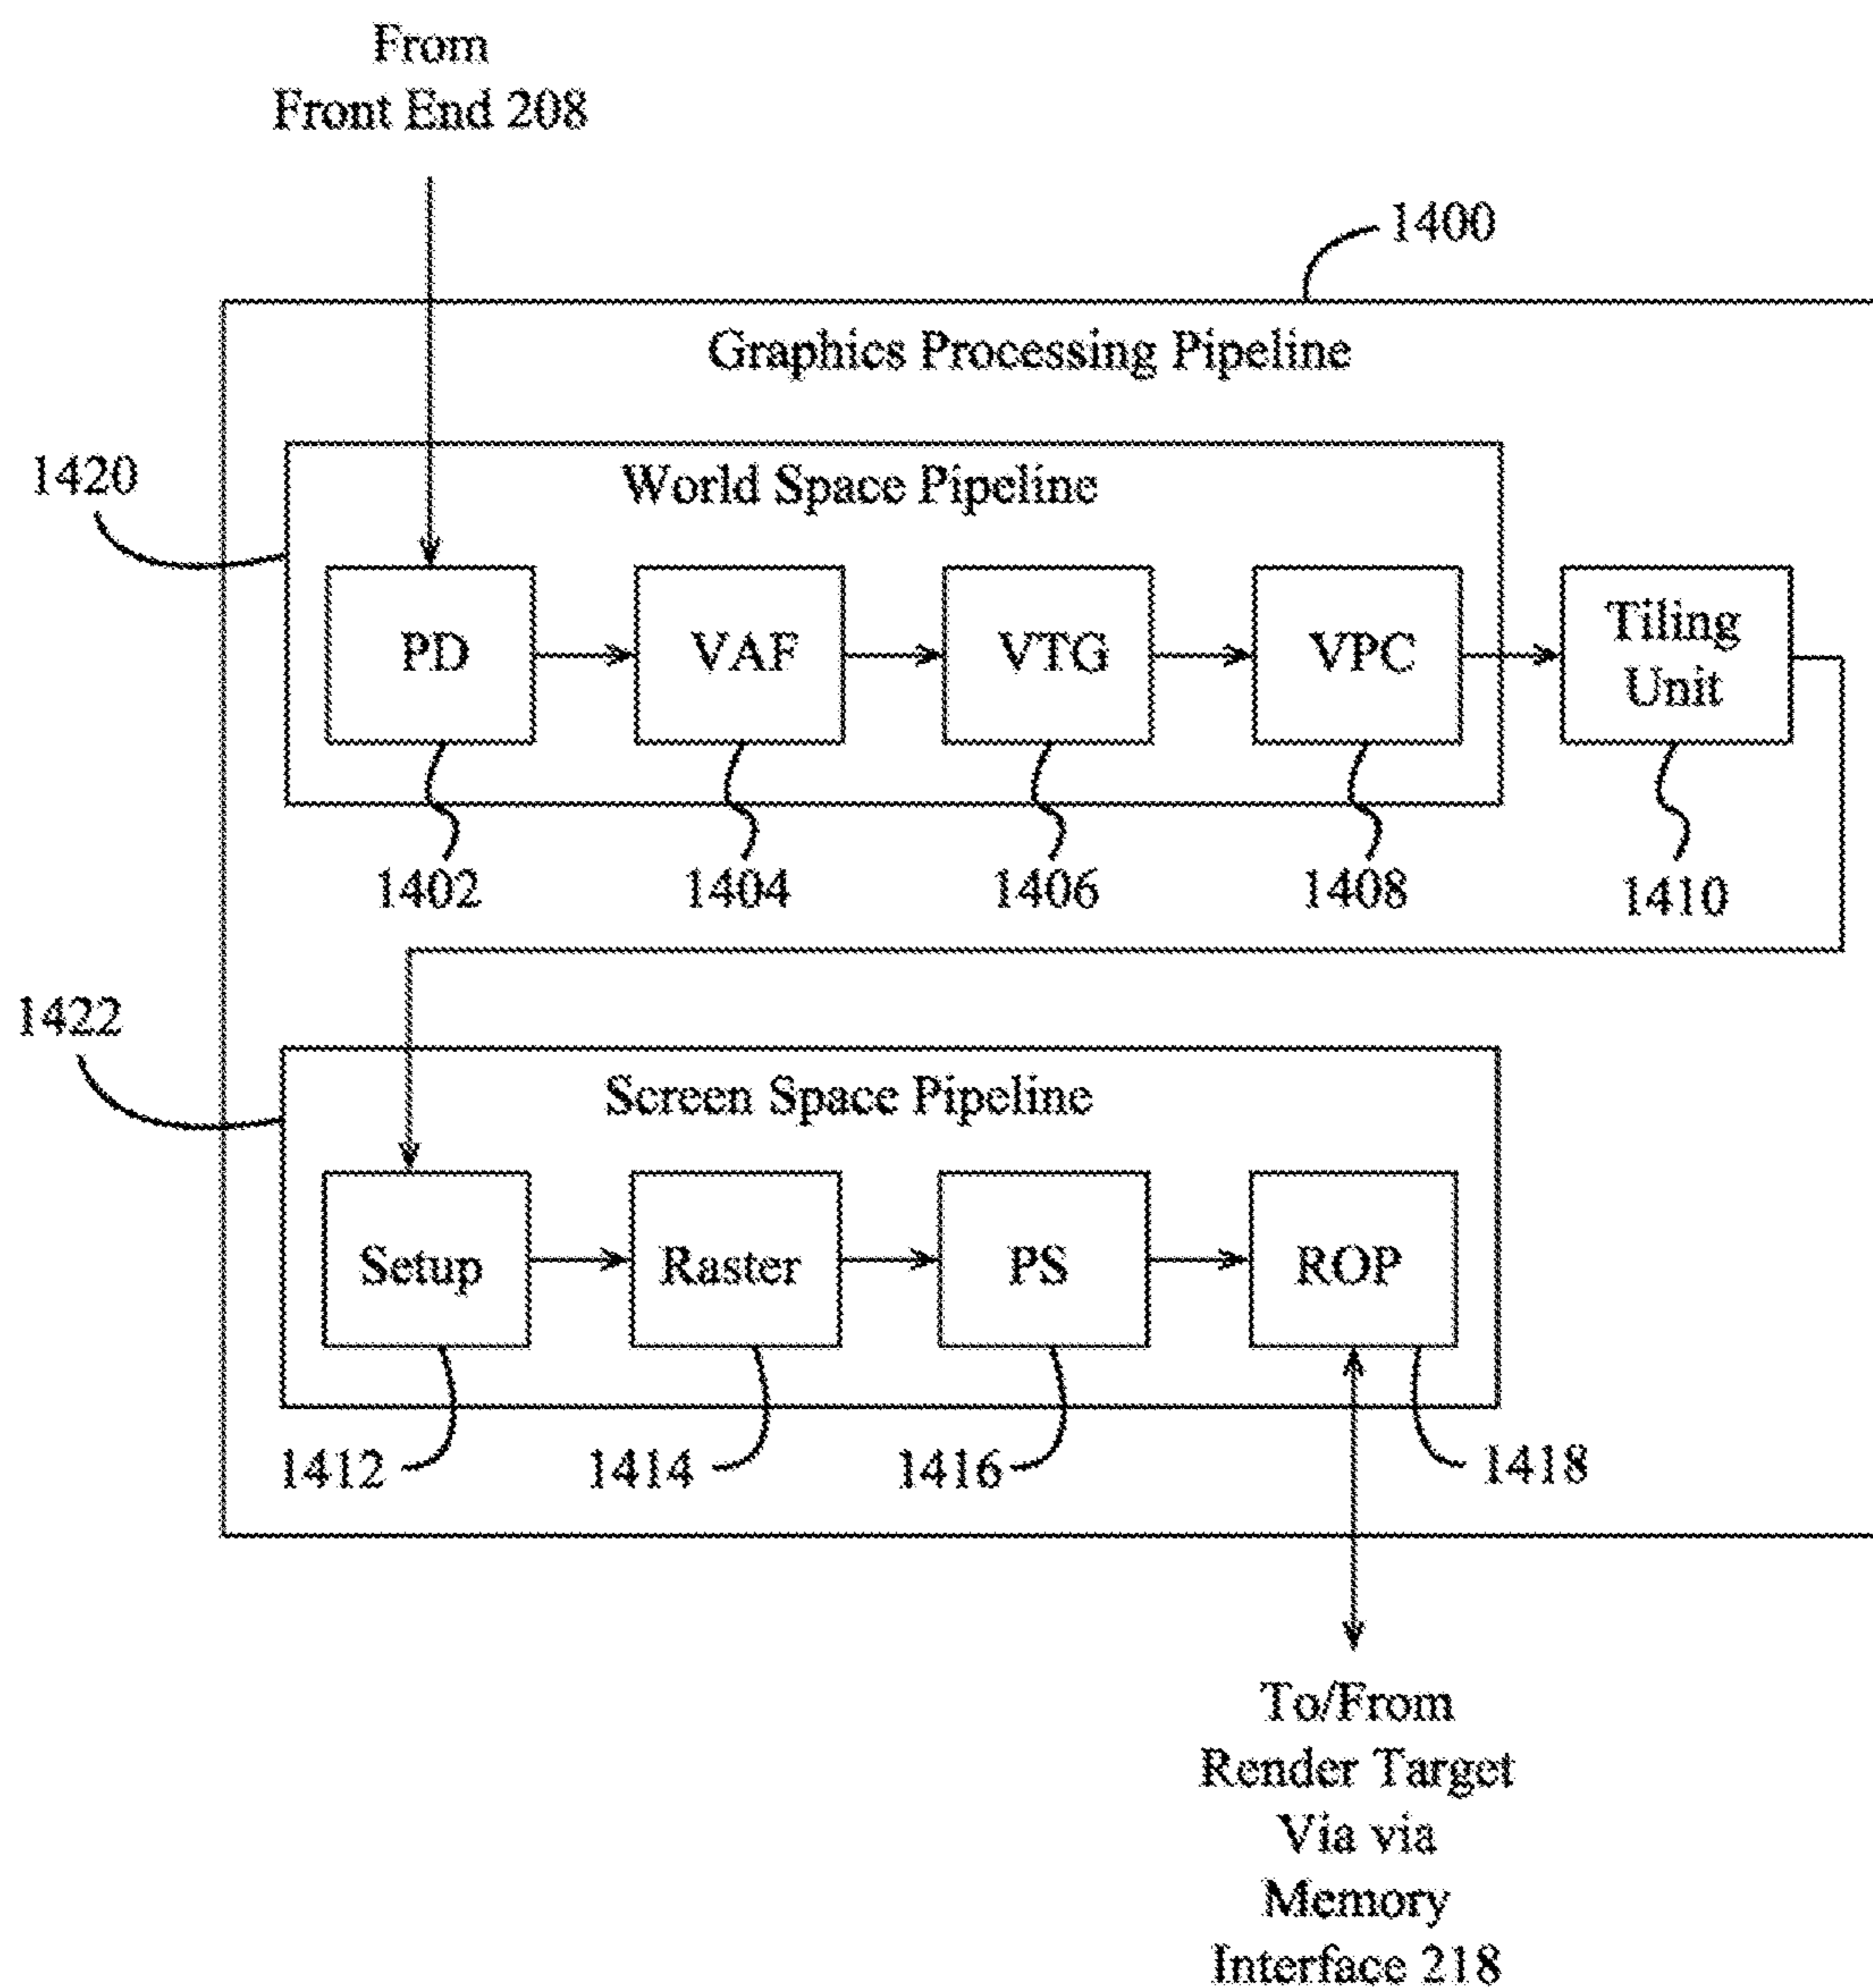 From
Front End 208
1400
Graphics Processing Pipeline
1420
World Space Pipeline
PD
VAF
VTG
VPC
Tiling
Unit
1402
1404
1406
1408
1410
1422
Screen Space Pipeline
Setup
Raster
PS
ROP
1412
1414
1416
1418
To/From
Render Target
Via via
Memory
Interface 218